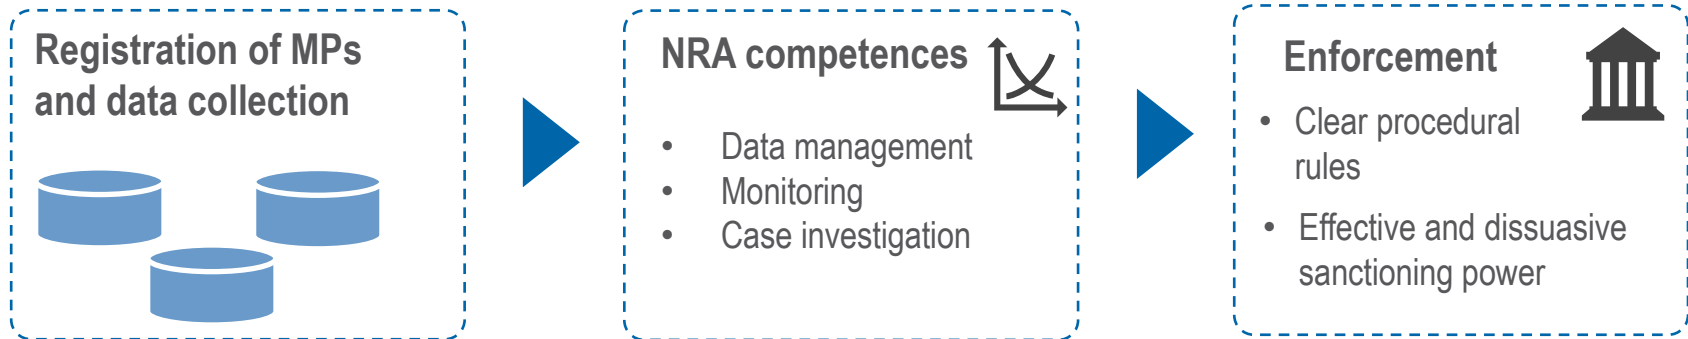 Registration of MPs
and data collection
NRA competences
• Data management
• Monitoring
• Case investigation
Enforcement
• Clear procedural
rules
• Effective and dissuasive
sanctioning power